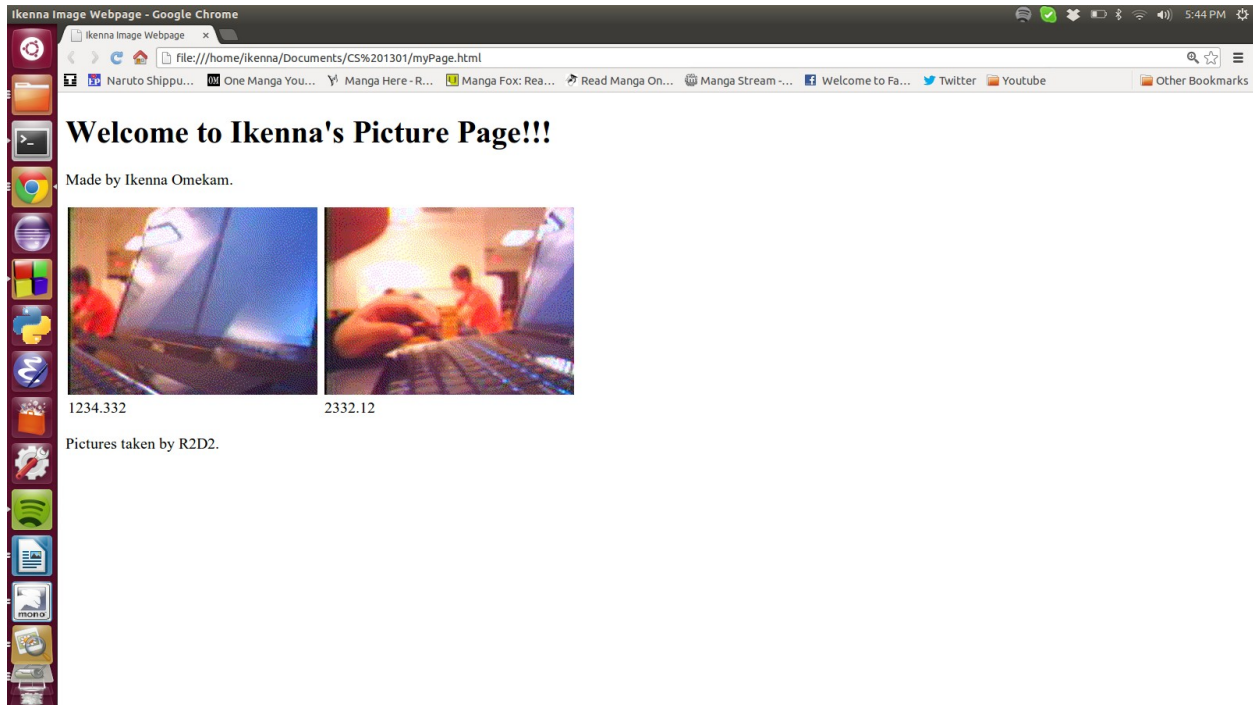 Ikenna Image Webpage - Google Chrome
5:44 PM
Ikenna Image Webpage
file:///home/ikenna/Documents/CS%201301/myPage.html
Naruto Shippu... One Manga You... Manga Here - R... Manga Fox: Rea... Read Manga On... Manga Stream -... Welcome to Fa... Twitter Youtube Other Bookmarks
Welcome to Ikenna's Picture Page!!!
Made by Ikenna Omekam.
1234.332 2332.12
Pictures taken by R2D2.
mono